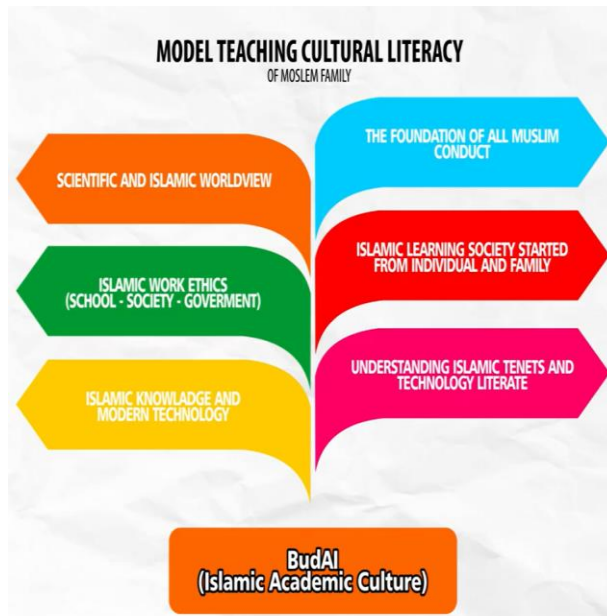 MODEL TEACHING CULTURAL LITERACY
OF MOSLEM FAMILY
THE FOUNDATION OF ALL MUSLIM
CONDUCT
SCIENTIFIC AND ISLAMIC WORLDVIEW
ISLAMIC LEARNING SOCIETY STARTED
FROM INDIVIDUAL AND FAMILY
ISLAMIC WORK ETHICS
(SCHOOL - SOCIETY - GOVERMENT)
UNDERSTANDING ISLAMIC TENETS AND
TECHNOLOGY LITERATE
ISLAMIC KNOWLADGE AND
MODERN TECHNOLOGY
BudAI
(Islamic Academic Culture)